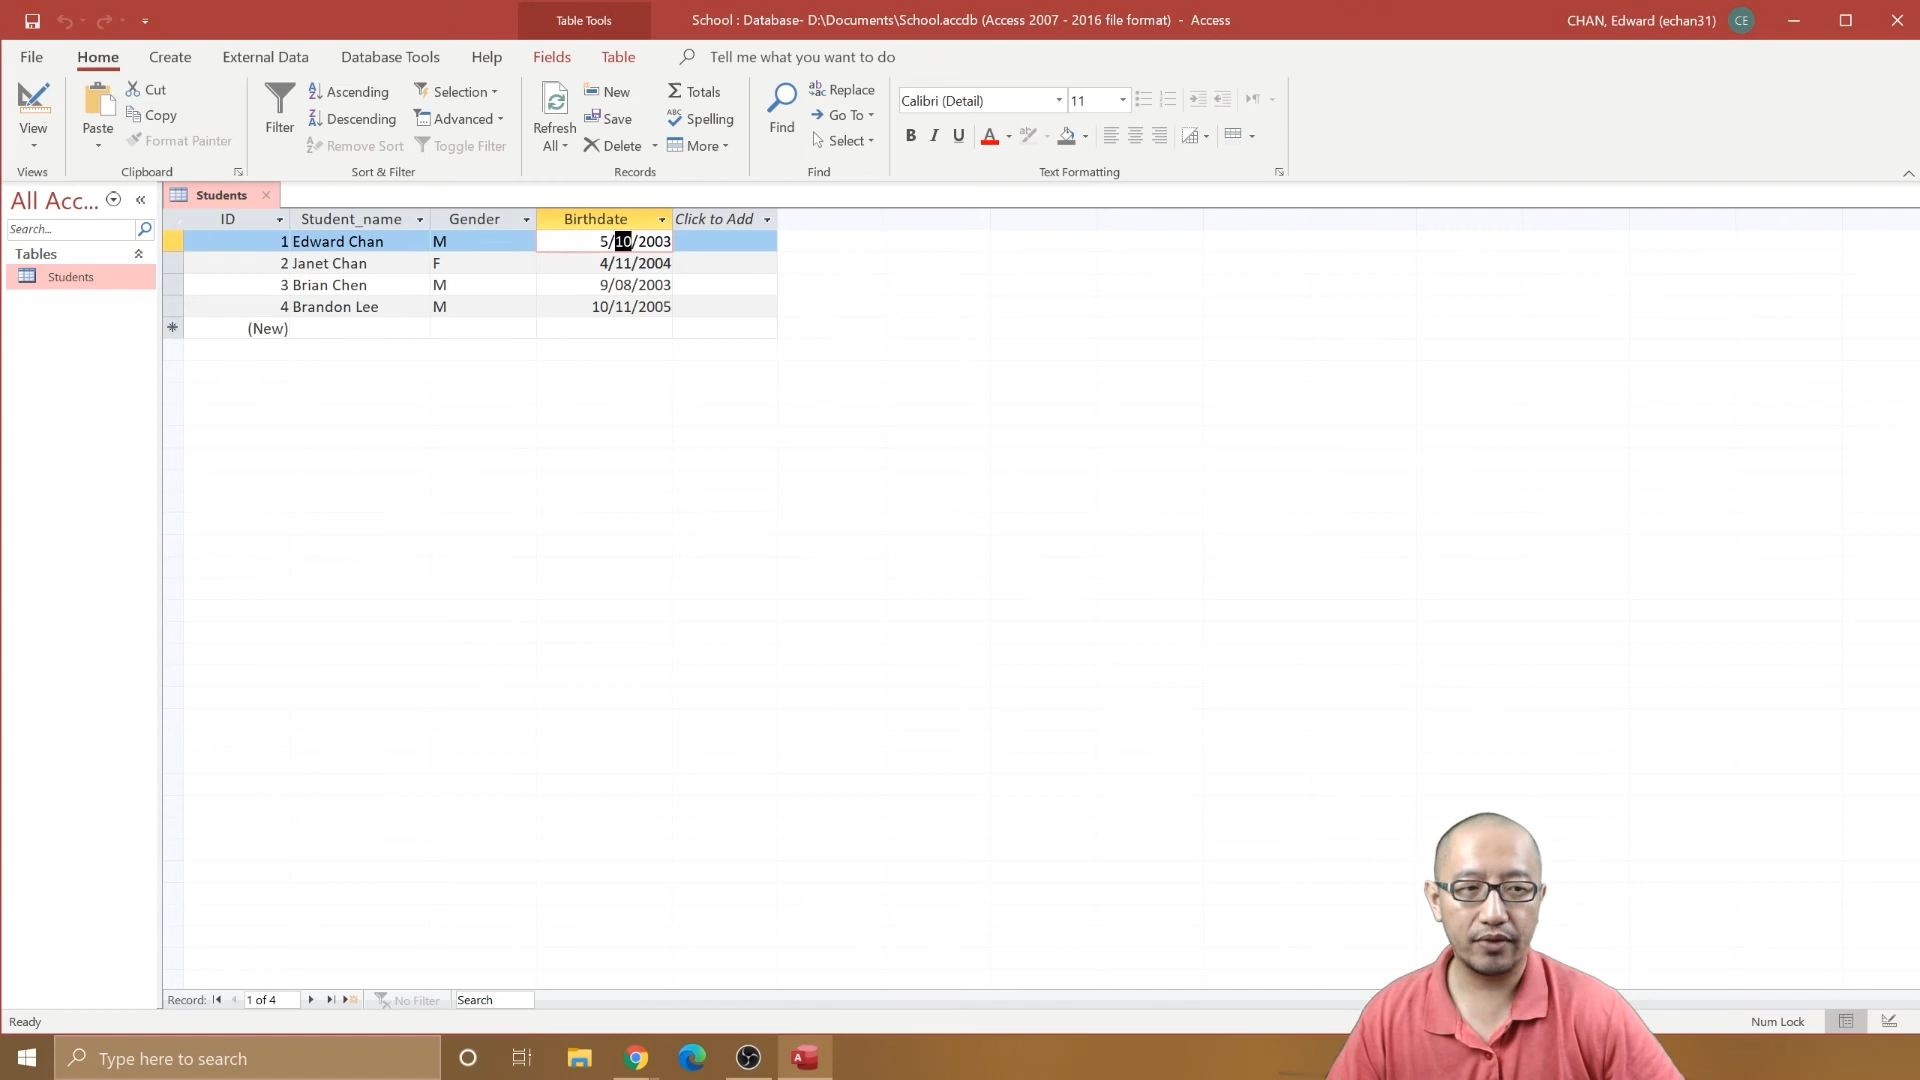 Table Tools
School : Database- D:\Documents\School.accdb (Access 2007 - 2016 file format) - Access
CHAN, Edward (echan31)
CE
File Home Create External Data Database Tools Help Fields Table Tell me what you want to do
View
Views
Paste
Cut
Copy
Format Painter
Clipboard
Filter
Ascending
Descending
Remove Sort
Selection
Advanced
Toggle Filter
Sort & Filter
Refresh
All
New
Save
Delete
Totals
Spelling
More
Records
Find
Replace
Go To
Select
Find
Calibri (Detail)
11
B I U
Text Formatting
All Acc...
Search...
Tables
Students
Students
ID Student_name Gender Birthdate Click to Add
1 Edward Chan M 5/10/2003
2 Janet Chan F 4/11/2004
3 Brian Chen M 9/08/2003
4 Brandon Lee M 10/11/2005
(New)
Record: 1 of 4 No Filter Search
Ready
Num Lock
Type here to search